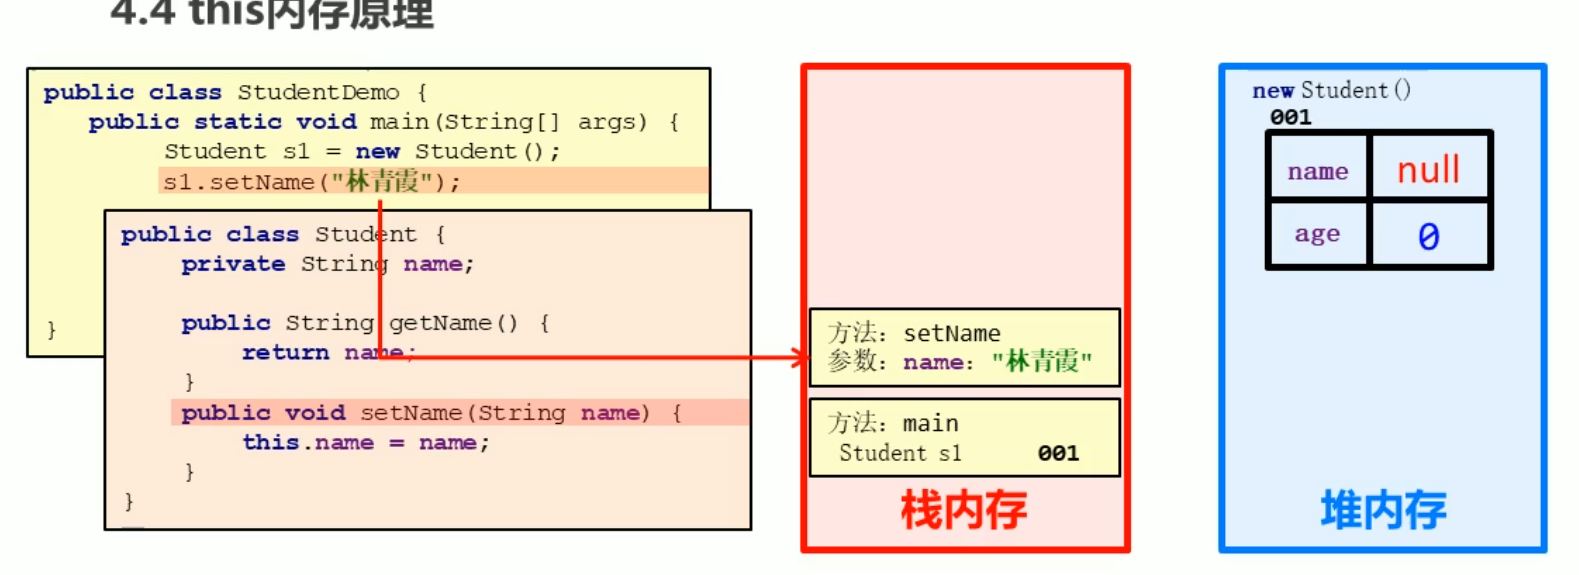 4.4 this内存原理
public class StudentDemo {
public static void main(String[] args) {
Student s1 = new Student();
s1.setName("林青霞");
}
public class Student {
private String name;
public String getName() {
return name;
}
public void setName(String name) {
this.name = name;
}
}
方法: setName
参数: name: "林青霞"
方法: main
Student s1 001
栈内存
new Student()
001
name null
age 0
堆内存